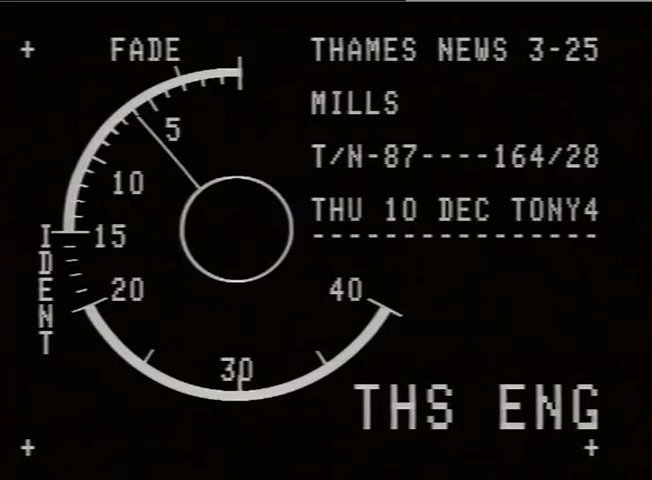 FADE
THAMES NEWS 3-25
MILLS
T/N-87----164/28
THU 10 DEC TONY4
----------------
5
10
15
20
30
40
IDENT
THS ENG